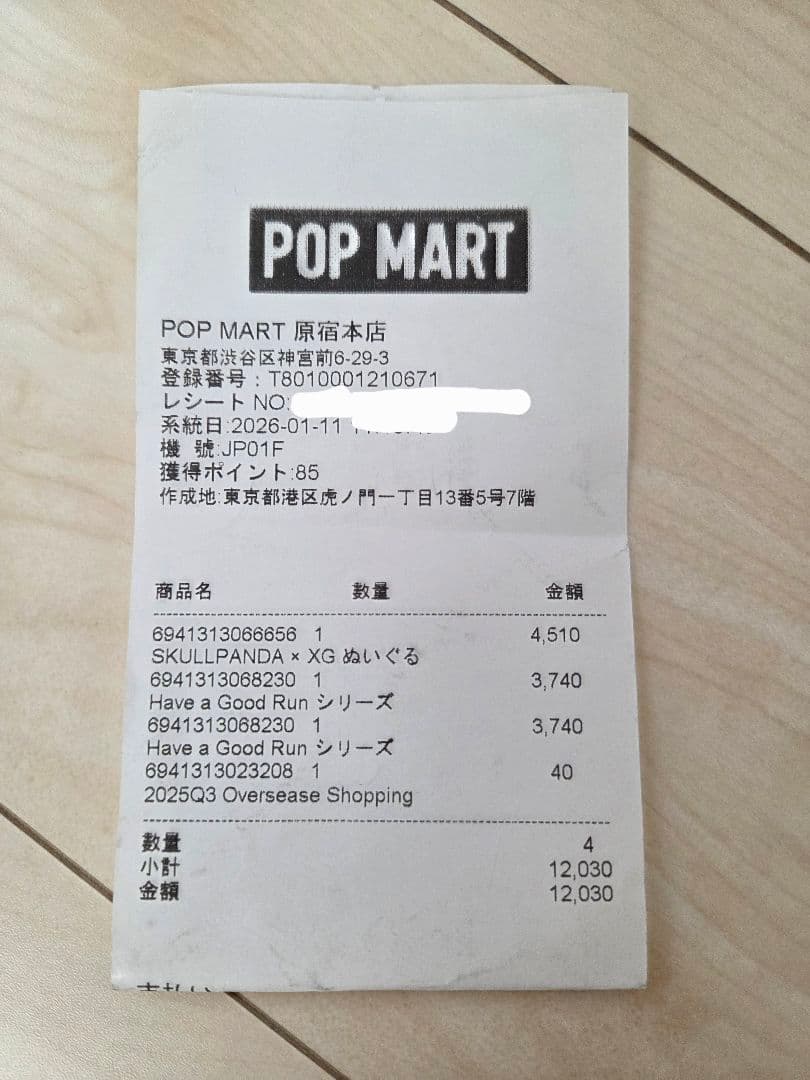 POP MART
POP MART 原宿本店
東京都渋谷区神宮前6-29-3
登録番号：T8010001210671
レシートNO:
系統日:2026-01-11
機 號:JP01F
獲得ポイント:85
作成地:東京都港区虎ノ門一丁目13番5号7階
商品名 数量 金額
6941313066656 1 4,510
SKULLPANDA × XG ぬいぐる
6941313068230 1 3,740
Have a Good Run シリーズ
6941313068230 1 3,740
Have a Good Run シリーズ
6941313023208 1 40
2025Q3 Oversease Shopping
数量 4
小計 12,030
金額 12,030